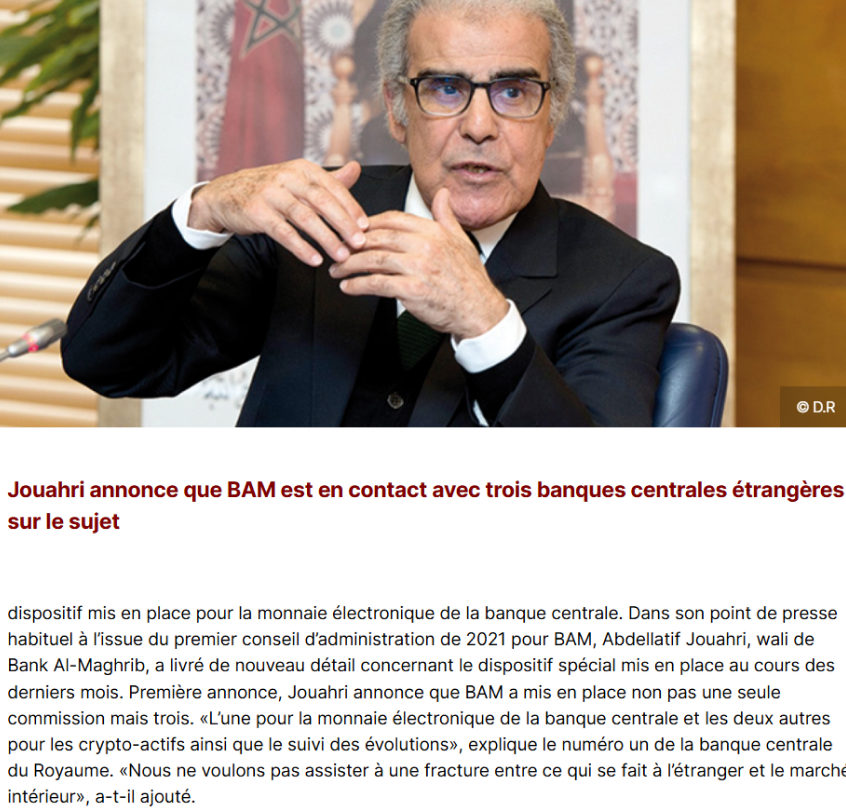 © D.R
Jouahri annonce que BAM est en contact avec trois banques centrales étrangères
sur le sujet
dispositif mis en place pour la monnaie électronique de la banque centrale. Dans son point de presse
habituel à l’issue du premier conseil d’administration de 2021 pour BAM, Abdellatif Jouahri, wali de
Bank Al-Maghrib, a livré de nouveau détail concernant le dispositif spécial mis en place au cours des
derniers mois. Première annonce, Jouahri annonce que BAM a mis en place non pas une seule
commission mais trois. «L’une pour la monnaie électronique de la banque centrale et les deux autres
pour les crypto-actifs ainsi que le suivi des évolutions», explique le numéro un de la banque centrale
du Royaume. «Nous ne voulons pas assister à une fracture entre ce qui se fait à l’étranger et le marché
intérieur», a-t-il ajouté.